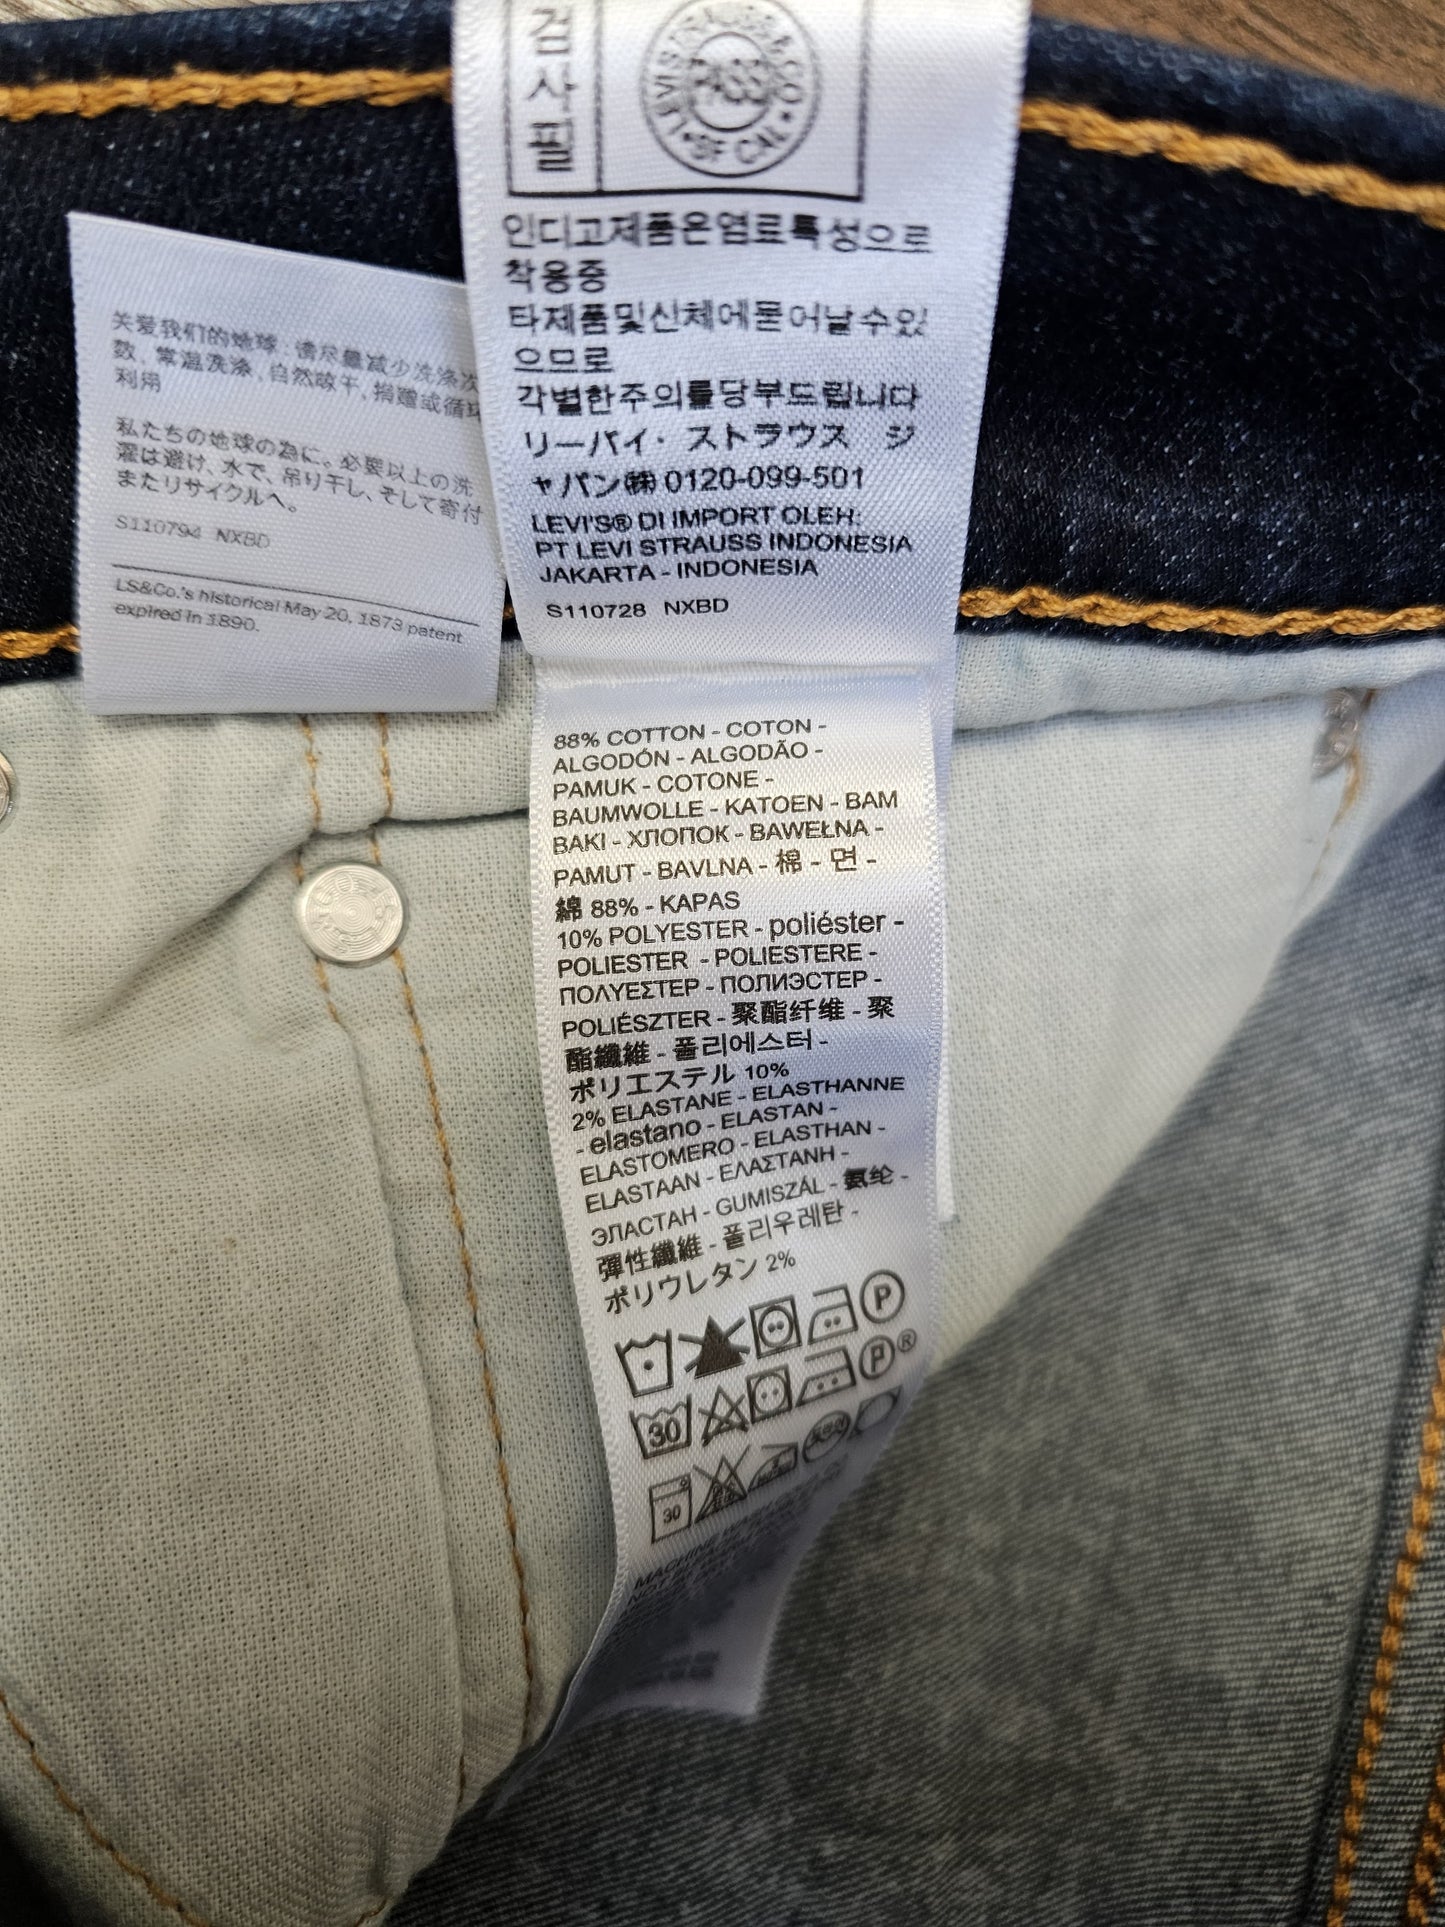 검사필
LEVI STRAUSS & CO
SF CAL
인디고제품은염료특성으로
착용중
타제품및신체에묻어날수있
으므로
각별한주의를당부드립니다
リーバイ・ストラウス ジ
ャパン㈱ 0120-099-501
LEVI'S® DI IMPORT OLEH:
PT LEVI STRAUSS INDONESIA
JAKARTA - INDONESIA
S110728 NXBD
关爱我们的地球,请尽量减少洗涤次
数,常温洗涤,自然晾干,捐赠或循环
利用
私たちの地球の為に。必要以上の洗
濯は避け、水で、吊り干し、そして寄付
またリサイクルへ。
S110794 NXBD
LS&Co.'s historical May 20, 1873 patent
expired in 1890.
88% COTTON - COTON -
ALGODÓN - ALGODÃO -
PAMUK - COTONE -
BAUMWOLLE - KATOEN - BAM
BAKI - ХЛОПОК - BAWEŁNA -
PAMUT - BAVLNA - 棉 - 면 -
綿 88% - KAPAS
10% POLYESTER - poliéster -
POLIESTER - POLIESTERE -
ΠΟΛΥΕΣΤΕΡ - ПОЛИЭСТЕР -
POLIÉSZTER - 聚酯纤维 - 聚
酯纖維 - 폴리에스터 -
ポリエステル 10%
2% ELASTANE - ELASTHANNE
- elastano - ELASTAN -
ELASTOMERO - ELASTHAN -
ELASTAAN - ΕΛΑΣΤΑΝΗ -
ЭЛАСТАН - GUMISZÁL - 氨纶 -
彈性纖維 - 폴리우레탄 -
ポリウレタン 2%
P
30 P®
30